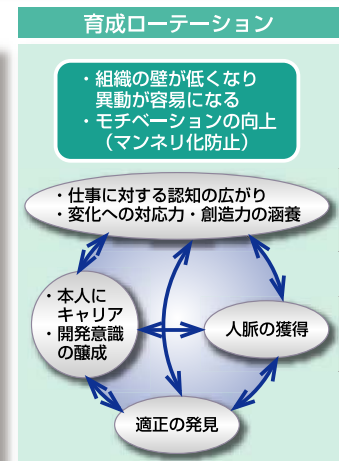 育成ローテーション
・組織の壁が低くなり
異動が容易になる
・モチベーションの向上
（マンネリ化防止）
・仕事に対する認知の広がり
・変化への対応力・創造力の涵養
・本人に
キャリア
・開発意識
の醸成
人脈の獲得
適正の発見